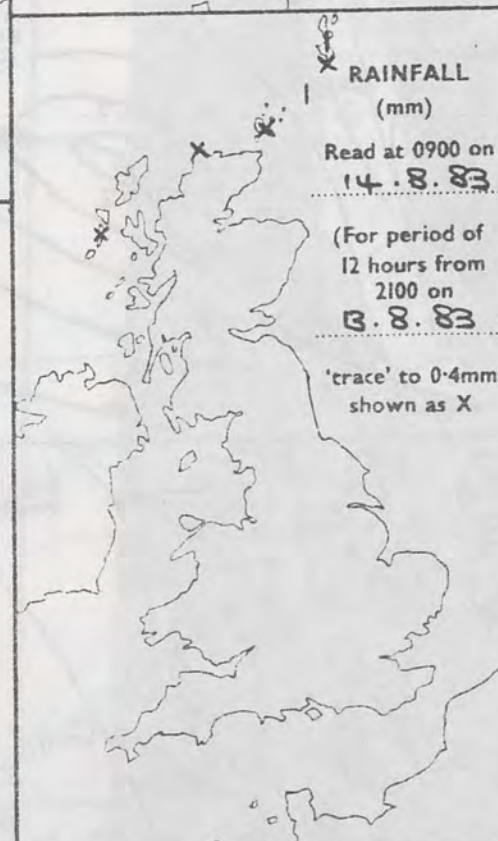 X
RAINFALL
1
(mm)
X
X
Read at 0900 on
14.8.83
X
(For period of
12 hours from
2100 on
13.8.83
'trace' to 0·4mm
shown as X